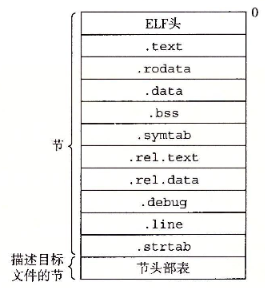 0
ELF头
.text
.rodata
.data
.bss
.symtab
.rel.text
.rel.data
.debug
.line
.strtab
节头部表
节
描述目标
文件的节